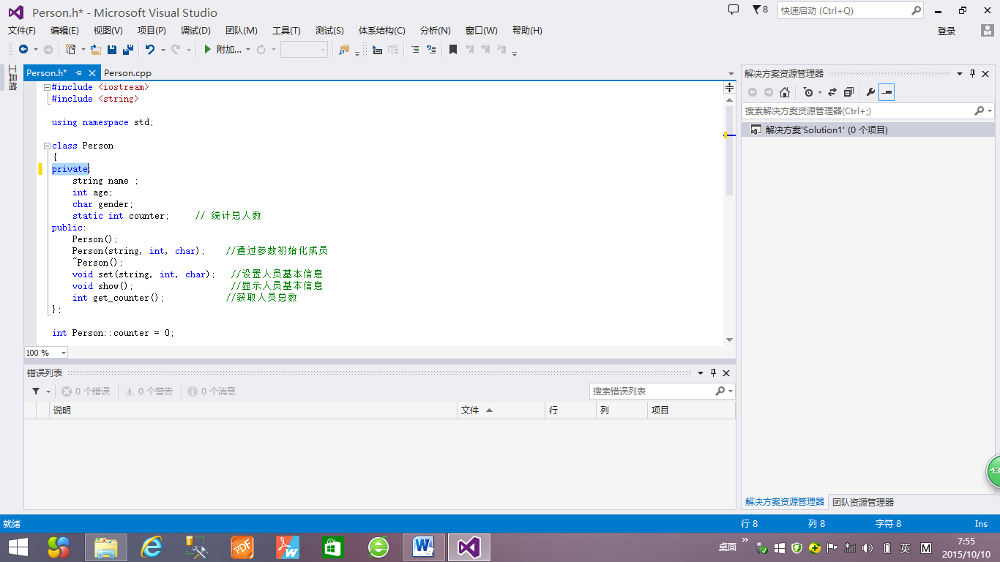 Person.h* - Microsoft Visual Studio
8
快速启动 (Ctrl+Q)
文件(F) 编辑(E) 视图(V) 项目(P) 调试(D) 团队(M) 工具(T) 测试(S) 体系结构(C) 分析(N) 窗口(W) 帮助(H)
登录
附加...
Person.h* Person.cpp
#include <iostream>
#include <string>
using namespace std;
class Person
{
private:
string name ;
int age;
char gender;
static int counter; // 统计总人数
public:
Person();
Person(string, int, char); //通过参数初始化成员
~Person();
void set(string, int, char); //设置人员基本信息
void show(); //显示人员基本信息
int get_counter(); //获取人员总数
};
int Person::counter = 0;
100 %
错误列表
0 个错误 0 个警告 0 个消息
搜索错误列表
说明 文件 行 列 项目
解决方案资源管理器
搜索解决方案资源管理器(Ctrl+;)
解决方案'Solution1' (0 个项目)
43
解决方案资源管理器 团队资源管理器
就绪 行 8 列 8 字符 8 Ins
PDF
W
W
桌面
英
M
7:55
2015/10/10